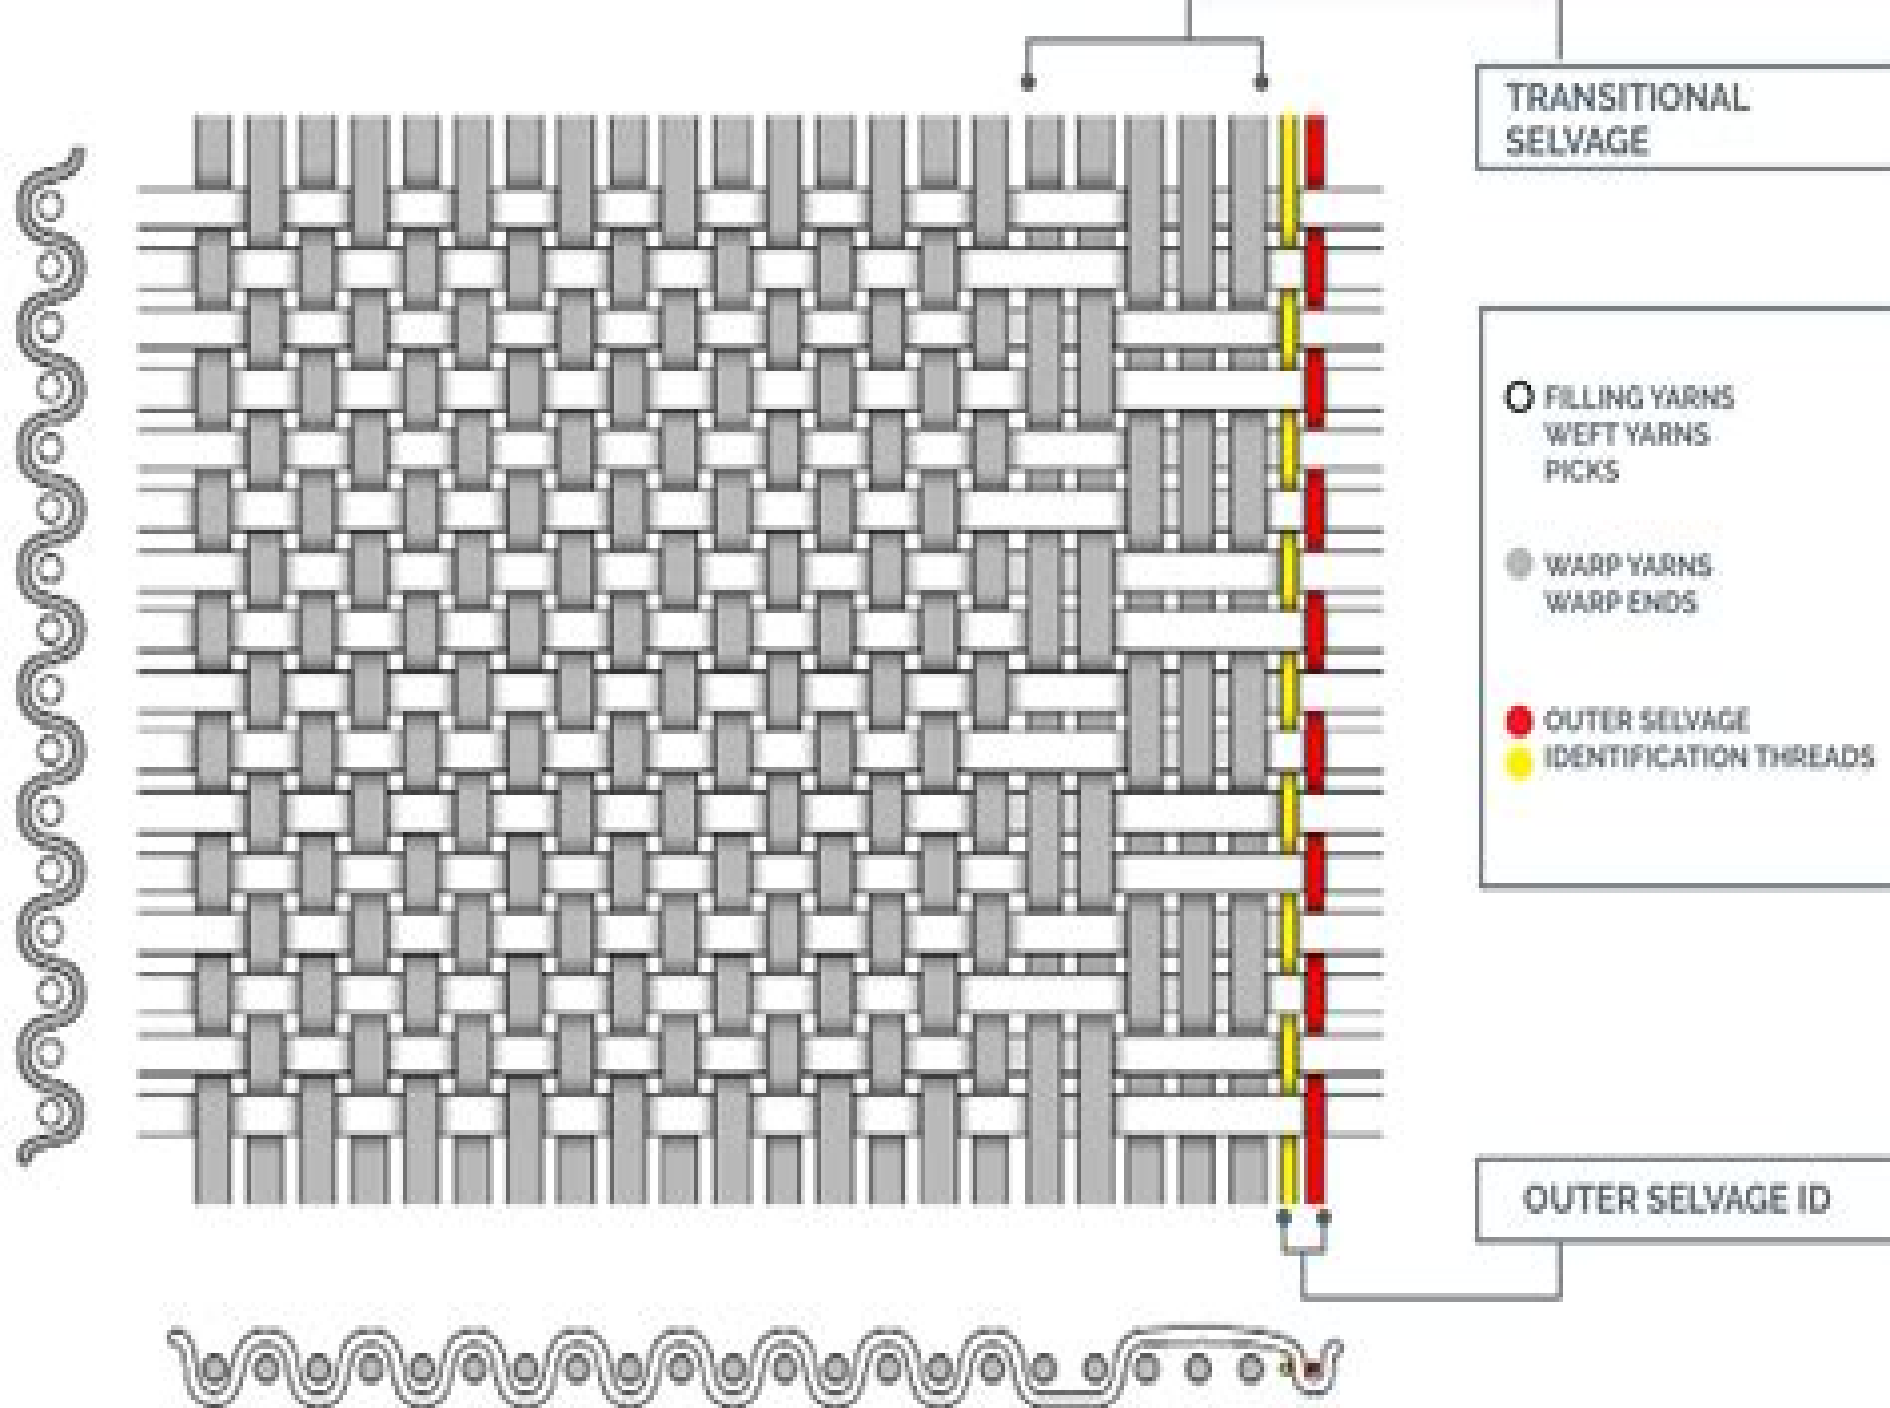 TRANSITIONAL
SELVAGE
FILLING YARNS
WEFT YARNS
PICKS
WARP YARNS
WARP ENDS
OUTER SELVAGE
IDENTIFICATION THREADS
OUTER SELVAGE ID